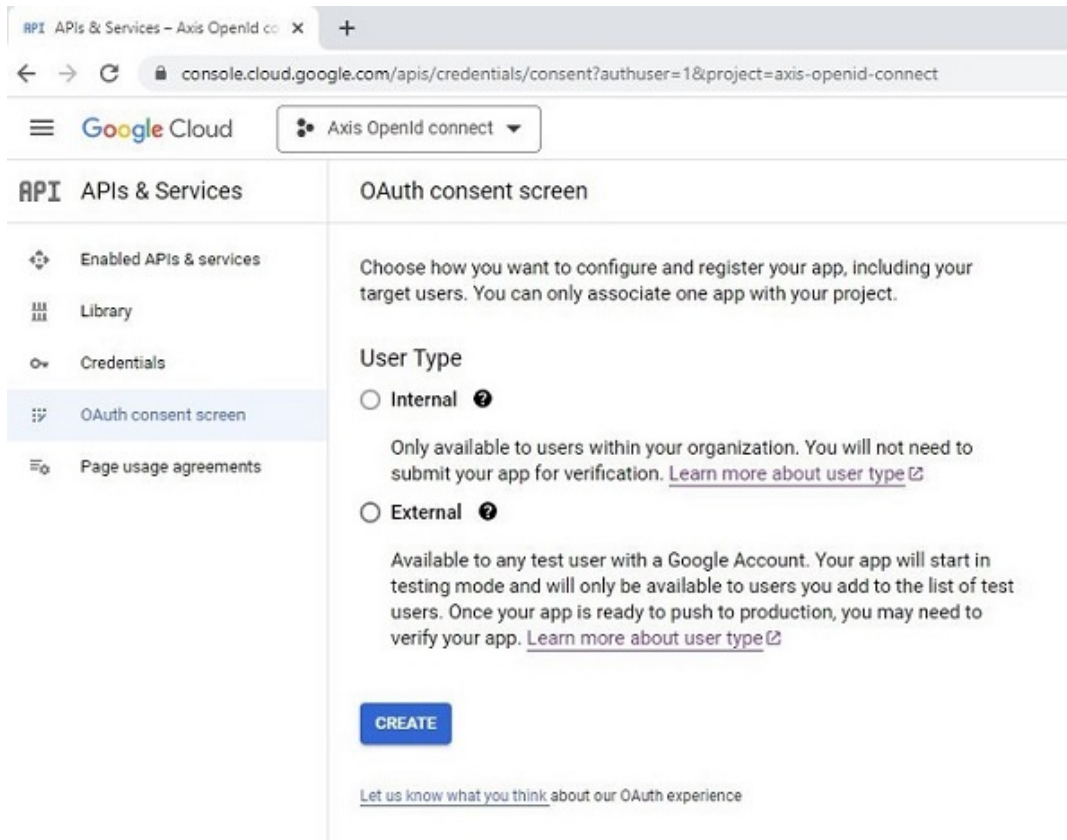 API APIs & Services – Axis OpenId co
console.cloud.google.com/apis/credentials/consent?authuser=1&project=axis-openid-connect
Google Cloud
Axis OpenId connect
API APIs & Services
Enabled APIs & services
Library
Credentials
OAuth consent screen
Page usage agreements
OAuth consent screen
Choose how you want to configure and register your app, including your
target users. You can only associate one app with your project.
User Type
Internal
Only available to users within your organization. You will not need to
submit your app for verification. Learn more about user type
External
Available to any test user with a Google Account. Your app will start in
testing mode and will only be available to users you add to the list of test
users. Once your app is ready to push to production, you may need to
verify your app. Learn more about user type
CREATE
Let us know what you think about our OAuth experience